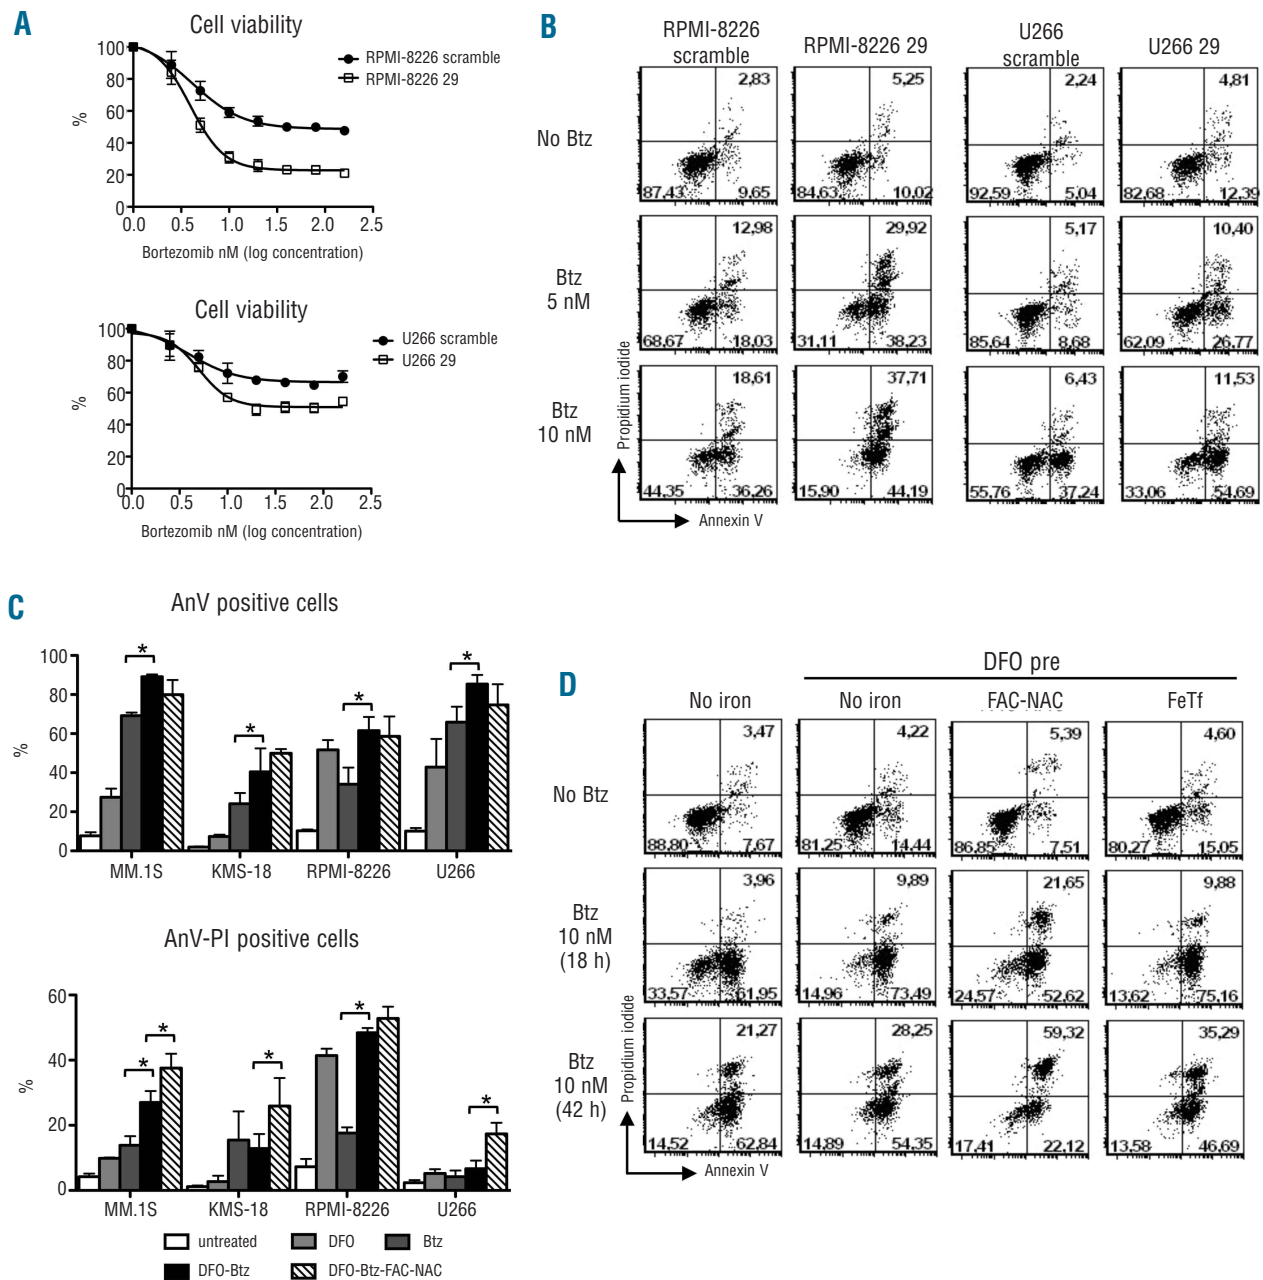 A
Cell viability
100
80
60
40
20
0
%
RPMI-8226 scramble
RPMI-8226 29
0.0 0.5 1.0 1.5 2.0 2.5
Bortezomib nM (log concentration)
Cell viability
100
80
60
40
20
0
%
U266 scramble
U266 29
0.0 0.5 1.0 1.5 2.0 2.5
Bortezomib nM (log concentration)
B
RPMI-8226 scramble
RPMI-8226 29
U266 scramble
U266 29
No Btz
2,83
87,43 9,65
5,25
84,63 10,02
2,24
92,59 5,04
4,81
82,68 12,39
Btz
5 nM
12,98
68,67 18,03
29,92
31,11 38,23
5,17
85,64 8,68
10,40
62,09 26,77
Btz
10 nM
18,61
44,35 36,26
37,71
15,90 44,19
6,43
55,76 37,24
11,53
33,06 54,69
Propidium iodide
Annexin V
C
AnV positive cells
100
80
60
40
20
0
%
* * * *
MM.1S KMS-18 RPMI-8226 U266
AnV-PI positive cells
60
40
20
0
%
* * * * *
MM.1S KMS-18 RPMI-8226 U266
untreated DFO Btz
DFO-Btz DFO-Btz-FAC-NAC
D
DFO pre
No iron No iron FAC-NAC FeTf
No Btz
3,47
88,80 7,67
4,22
81,25 14,44
5,39
86,85 7,51
4,60
80,27 15,05
Btz
10 nM
(18 h)
3,96
33,57 61,95
9,89
14,96 73,49
21,65
24,57 52,62
9,88
13,62 75,16
Btz
10 nM
(42 h)
21,27
14,52 62,84
28,25
14,89 54,35
59,32
17,41 22,12
35,29
13,58 46,69
Propidium iodide
Annexin V